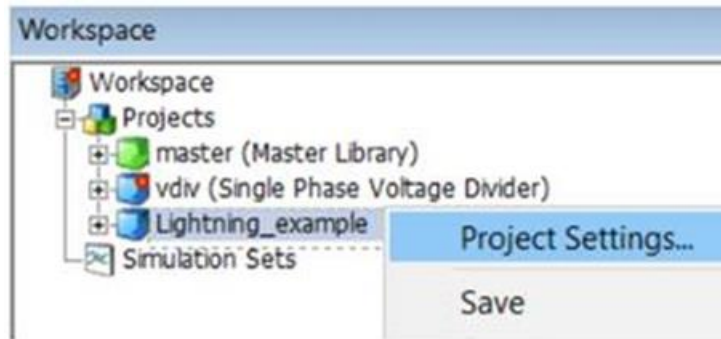 Workspace
Workspace
Projects
master (Master Library)
vdiv (Single Phase Voltage Divider)
Lightning_example
Project Settings...
Simulation Sets
Save